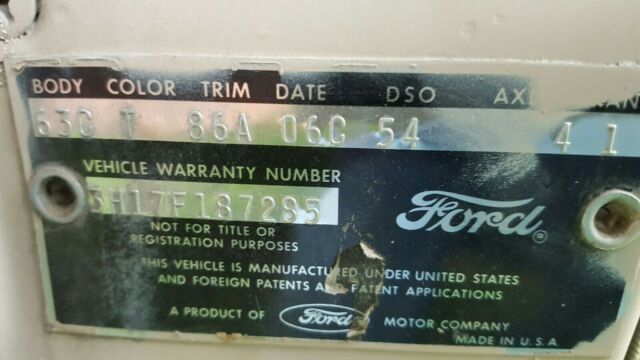 BODY COLOR TRIM DATE DSO AX
63C T 86A 06G 54 4 1
VEHICLE WARRANTY NUMBER
3H17F187295
Ford
NOT FOR TITLE OR
REGISTRATION PURPOSES
THIS VEHICLE IS MANUFACTURED UNDER UNITED STATES
AND FOREIGN PATENTS AND PATENT APPLICATIONS
A PRODUCT OF Ford MOTOR COMPANY
MADE IN U.S.A.